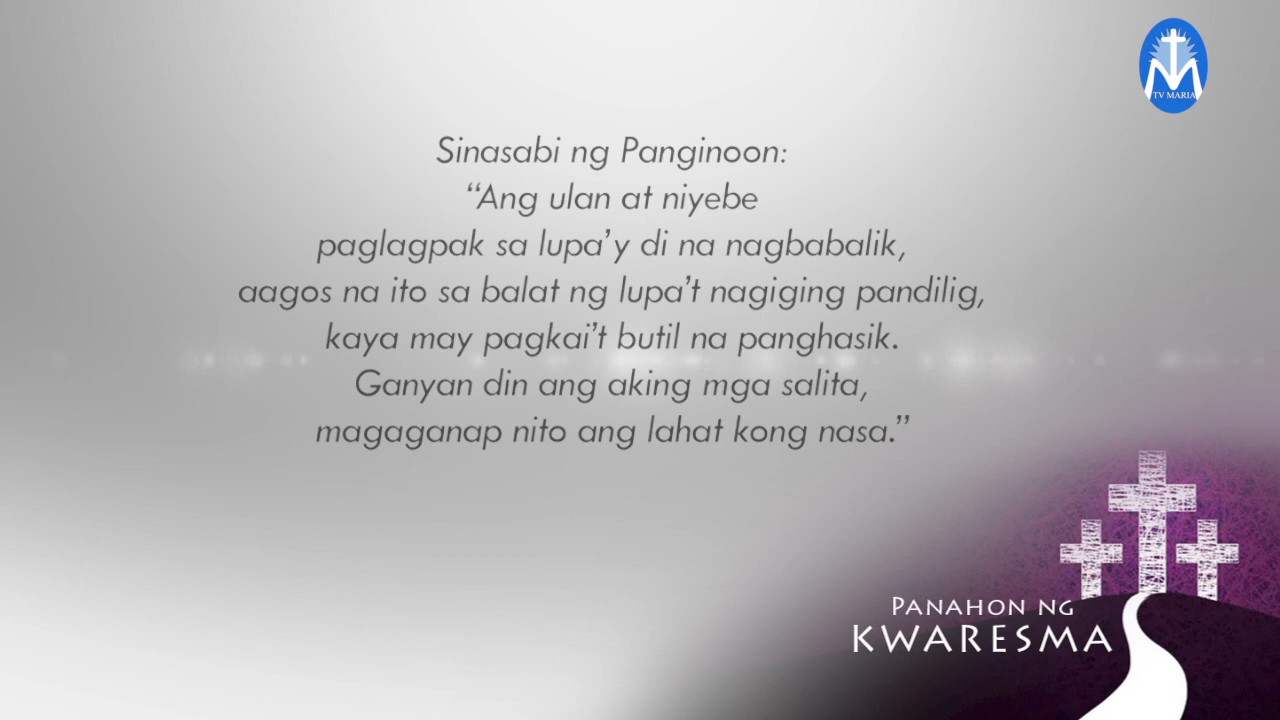 TV MARIA
Sinasabi ng Panginoon:
“Ang ulan at niyebe
paglagpak sa lupa’y di na nagbabalik,
aagos na ito sa balat ng lupa’t nagiging pandilig,
kaya may pagkai’t butil na panghasik.
Ganyan din ang aking mga salita,
magaganap nito ang lahat kong nasa.”
PANAHON NG
KWARESMA